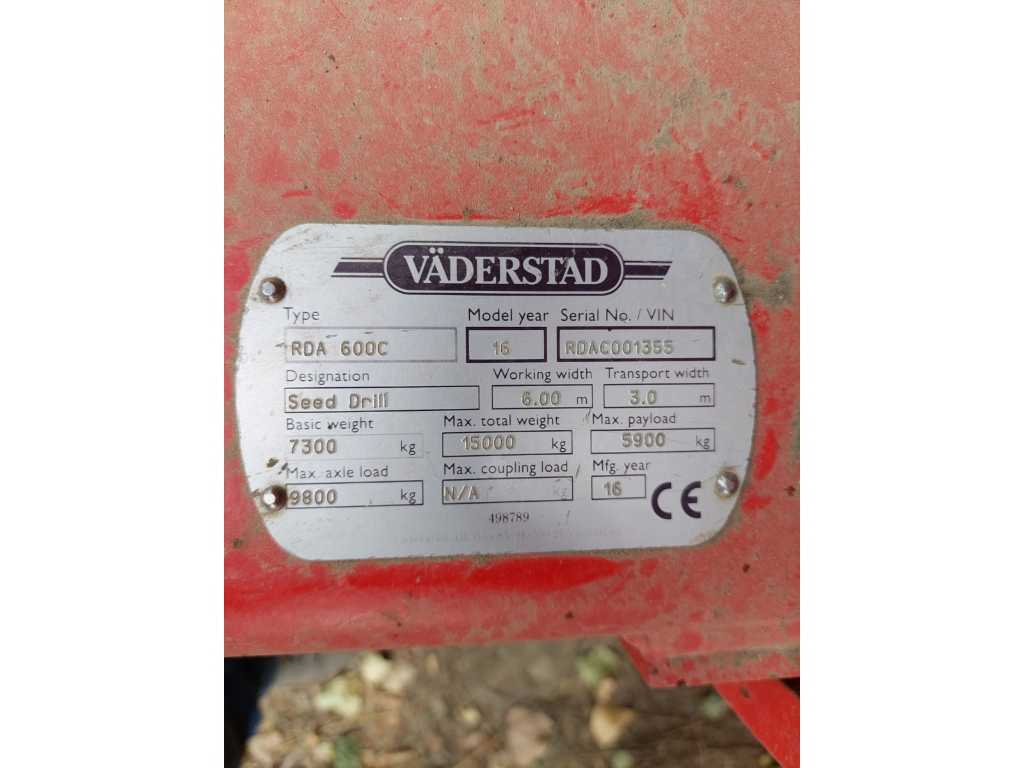 VÄDERSTAD
Type Model year Serial No. / VIN
RDA 600C 16 RDAC001355
Designation Working width Transport width
Seed Drill 6.00 m 3.0 m
Basic weight Max. total weight Max. payload
7300 kg 15000 kg 5900 kg
Max. axle load Max. coupling load Mfg. year
9800 kg N/A kg 16 CE
498789